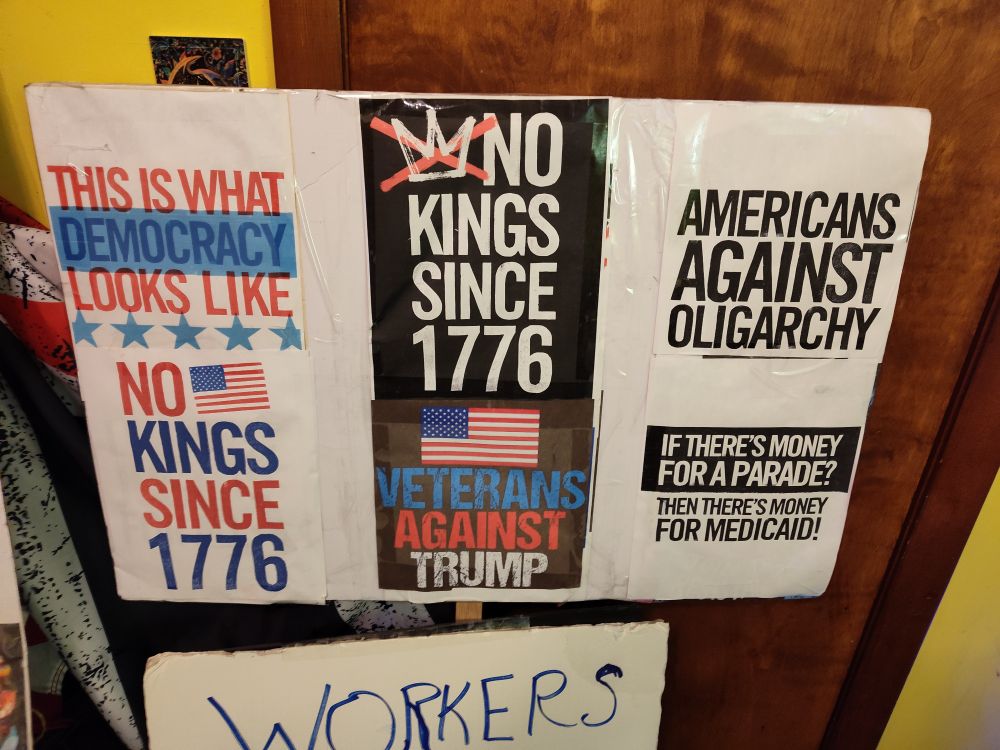 THIS IS WHAT
DEMOCRACY
LOOKS LIKE
NO
KINGS
SINCE
1776
NO
KINGS
SINCE
1776
VETERANS
AGAINST
TRUMP
AMERICANS
AGAINST
OLIGARCHY
IF THERE'S MONEY
FOR A PARADE?
THEN THERE'S MONEY
FOR MEDICAID!
WORKERS